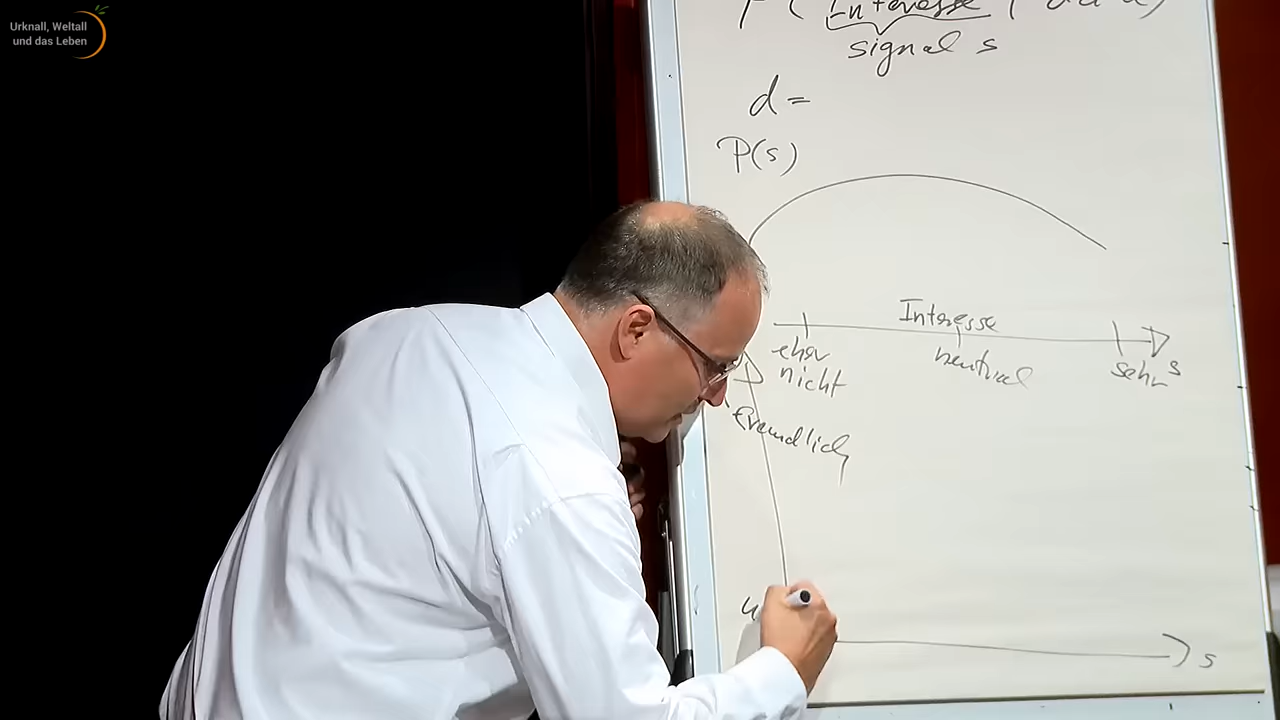 Urknall, Weltall
und das Leben
P( Interesse |
signal s
d =
P(s)
Interesse
eher
nicht
neutral
sehr s
freundlich
s